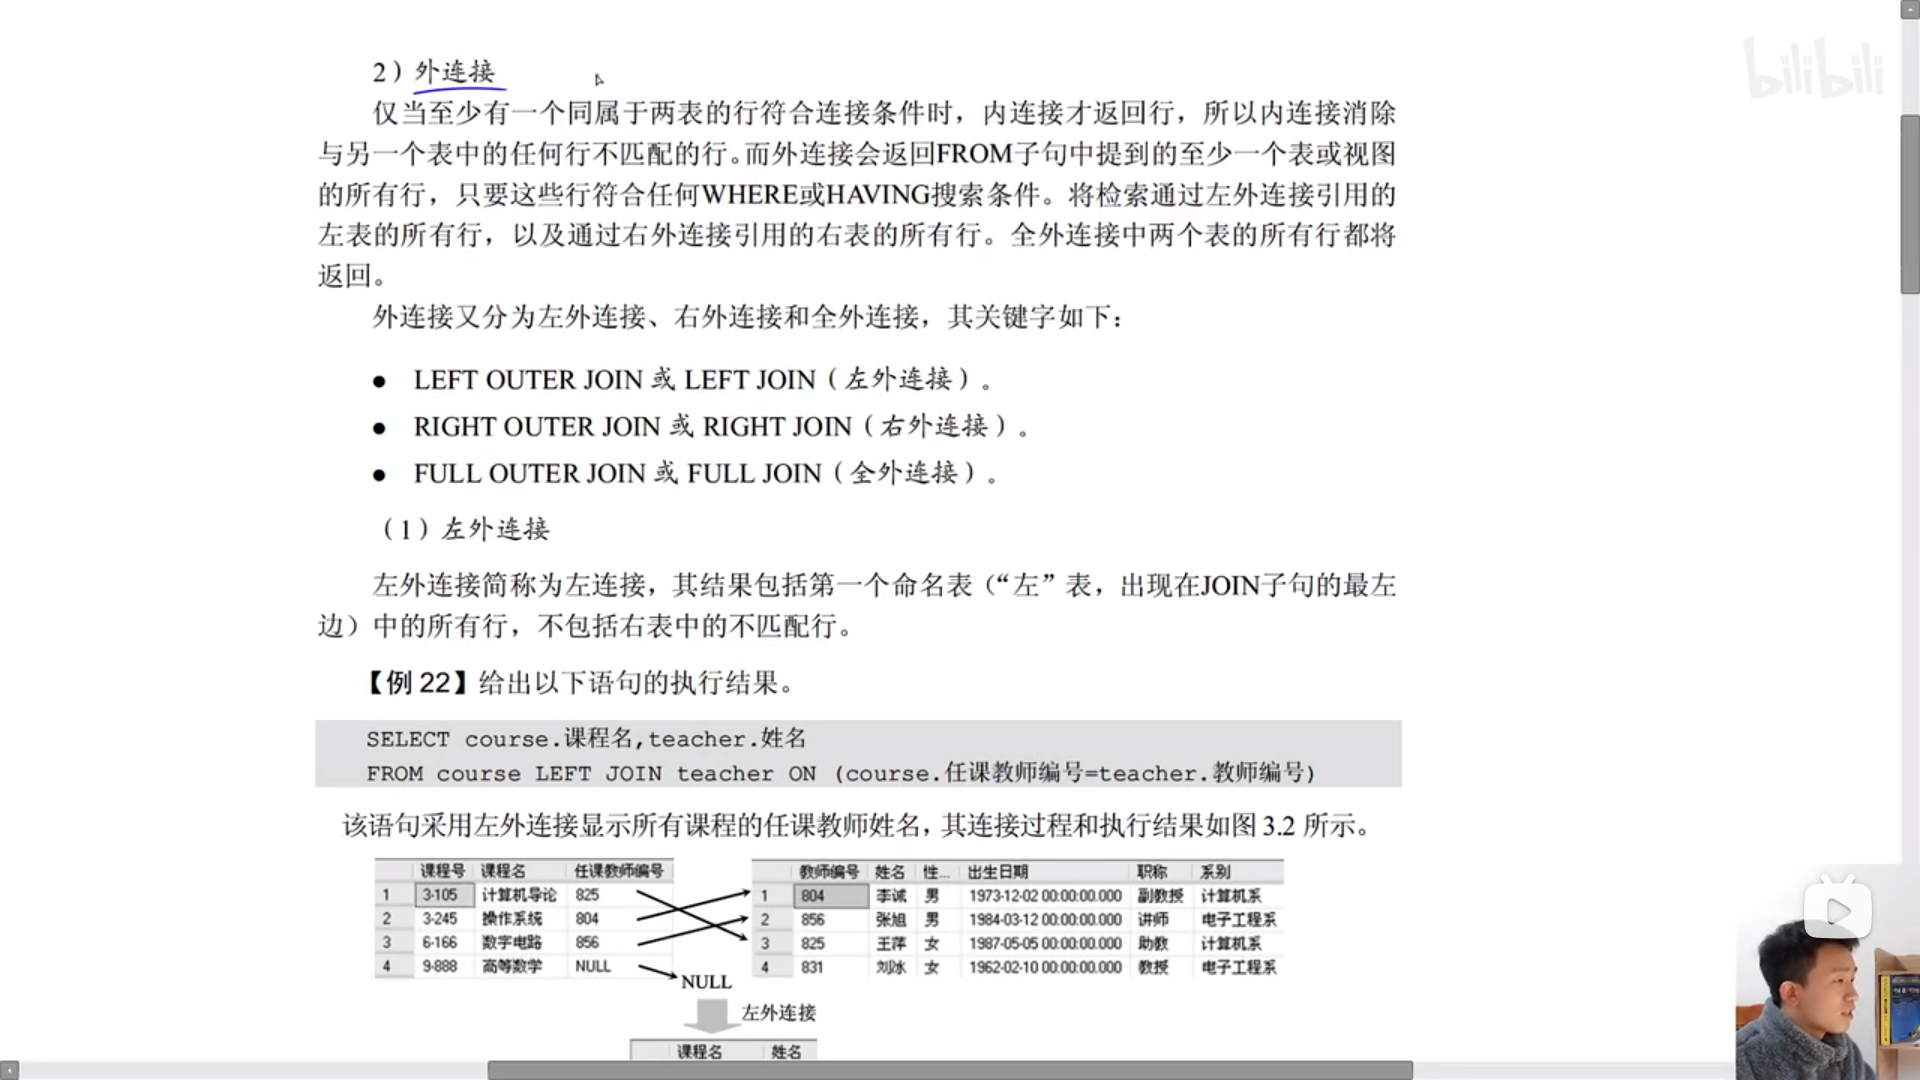 bilibili
2）外连接
仅当至少有一个同属于两表的行符合连接条件时，内连接才返回行，所以内连接消除
与另一个表中的任何行不匹配的行。而外连接会返回FROM子句中提到的至少一个表或视图
的所有行，只要这些行符合任何WHERE或HAVING搜索条件。将检索通过左外连接引用的
左表的所有行，以及通过右外连接引用的右表的所有行。全外连接中两个表的所有行都将
返回。
外连接又分为左外连接、右外连接和全外连接，其关键字如下：
● LEFT OUTER JOIN 或 LEFT JOIN（左外连接）。
● RIGHT OUTER JOIN 或 RIGHT JOIN（右外连接）。
● FULL OUTER JOIN 或 FULL JOIN（全外连接）。
（1）左外连接
左外连接简称为左连接，其结果包括第一个命名表（“左”表，出现在JOIN子句的最左
边）中的所有行，不包括右表中的不匹配行。
【例 22】给出以下语句的执行结果。
SELECT course.课程名,teacher.姓名
FROM course LEFT JOIN teacher ON (course.任课教师编号=teacher.教师编号)
该语句采用左外连接显示所有课程的任课教师姓名，其连接过程和执行结果如图 3.2 所示。
课程号 课程名 任课教师编号
1 3-105 计算机导论 825
2 3-245 操作系统 804
3 6-166 数字电路 856
4 9-888 高等数学 NULL
教师编号 姓名 性... 出生日期 职称 系别
1 804 李诚 男 1973-12-02 00:00:00.000 副教授 计算机系
2 856 张旭 男 1984-03-12 00:00:00.000 讲师 电子工程系
3 825 王萍 女 1987-05-05 00:00:00.000 助教 计算机系
4 831 刘冰 女 1962-02-10 00:00:00.000 教授 电子工程系
NULL
左外连接
课程名 姓名